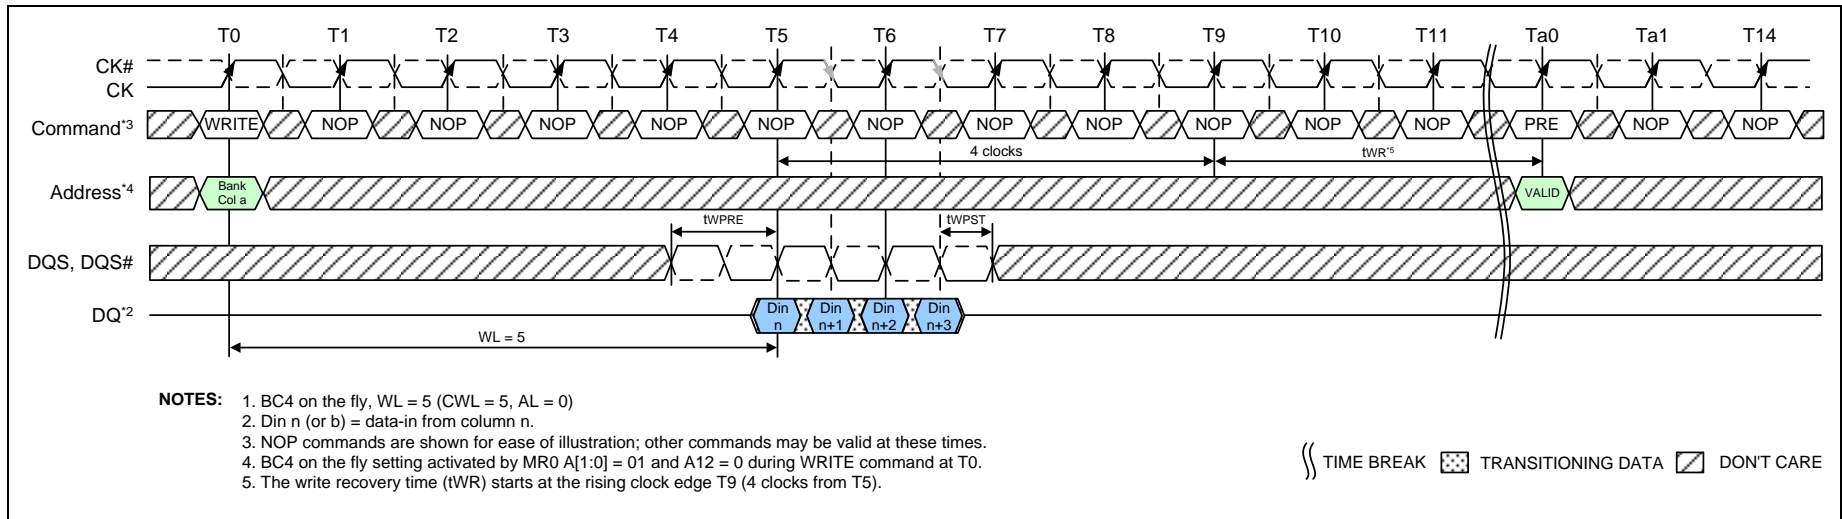 T0 T1 T2 T3 T4 T5 T6 T7 T8 T9 T10 T11 Ta0 Ta1 T14
CK#
CK
Command*3 WRITE NOP NOP NOP NOP NOP NOP NOP NOP NOP NOP NOP PRE NOP NOP
4 clocks tWR*5
Address*4 Bank Col a VALID
tWPRE tWPST
DQS, DQS#
DQ*2 Din n Din n+1 Din n+2 Din n+3
WL = 5
NOTES: 1. BC4 on the fly, WL = 5 (CWL = 5, AL = 0)
2. Din n (or b) = data-in from column n.
3. NOP commands are shown for ease of illustration; other commands may be valid at these times.
4. BC4 on the fly setting activated by MR0 A[1:0] = 01 and A12 = 0 during WRITE command at T0.
5. The write recovery time (tWR) starts at the rising clock edge T9 (4 clocks from T5).
TIME BREAK TRANSITIONING DATA DON'T CARE